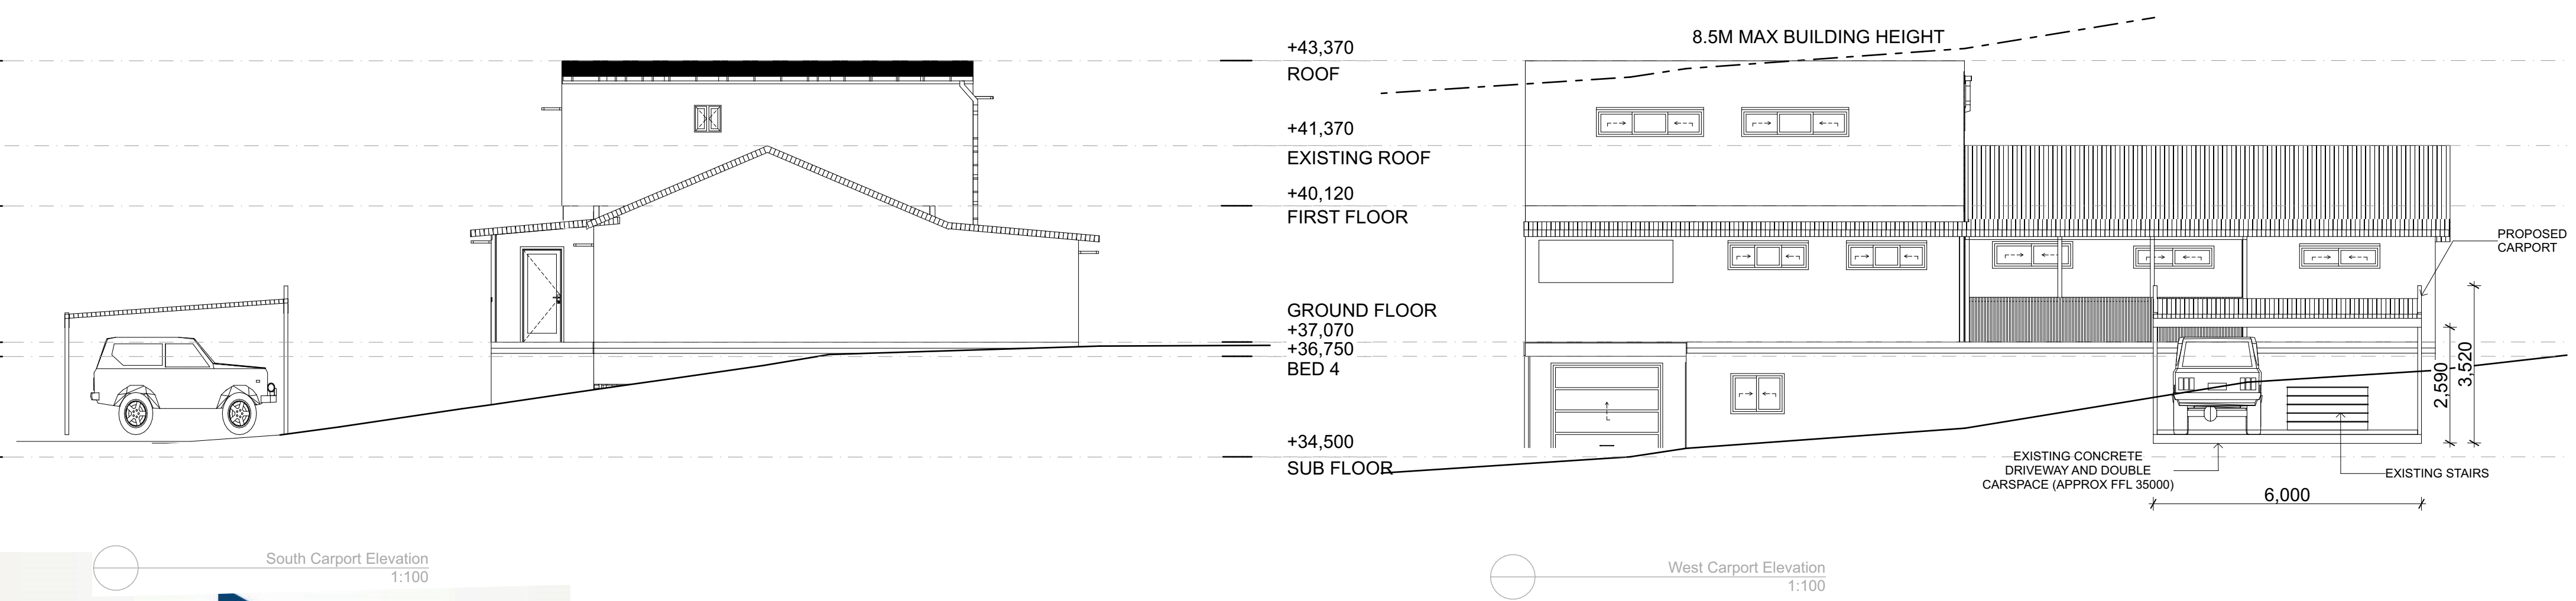 8.5M MAX BUILDING HEIGHT
+43,370
ROOF
+41,370
EXISTING ROOF
+40,120
FIRST FLOOR
PROPOSED
CARPORT
GROUND FLOOR
+37,070
+36,750
BED 4
2,590
3,520
+34,500
SUB FLOOR
EXISTING CONCRETE
DRIVEWAY AND DOUBLE
CARSPACE (APPROX FFL 35000)
EXISTING STAIRS
6,000
South Carport Elevation
1:100
West Carport Elevation
1:100